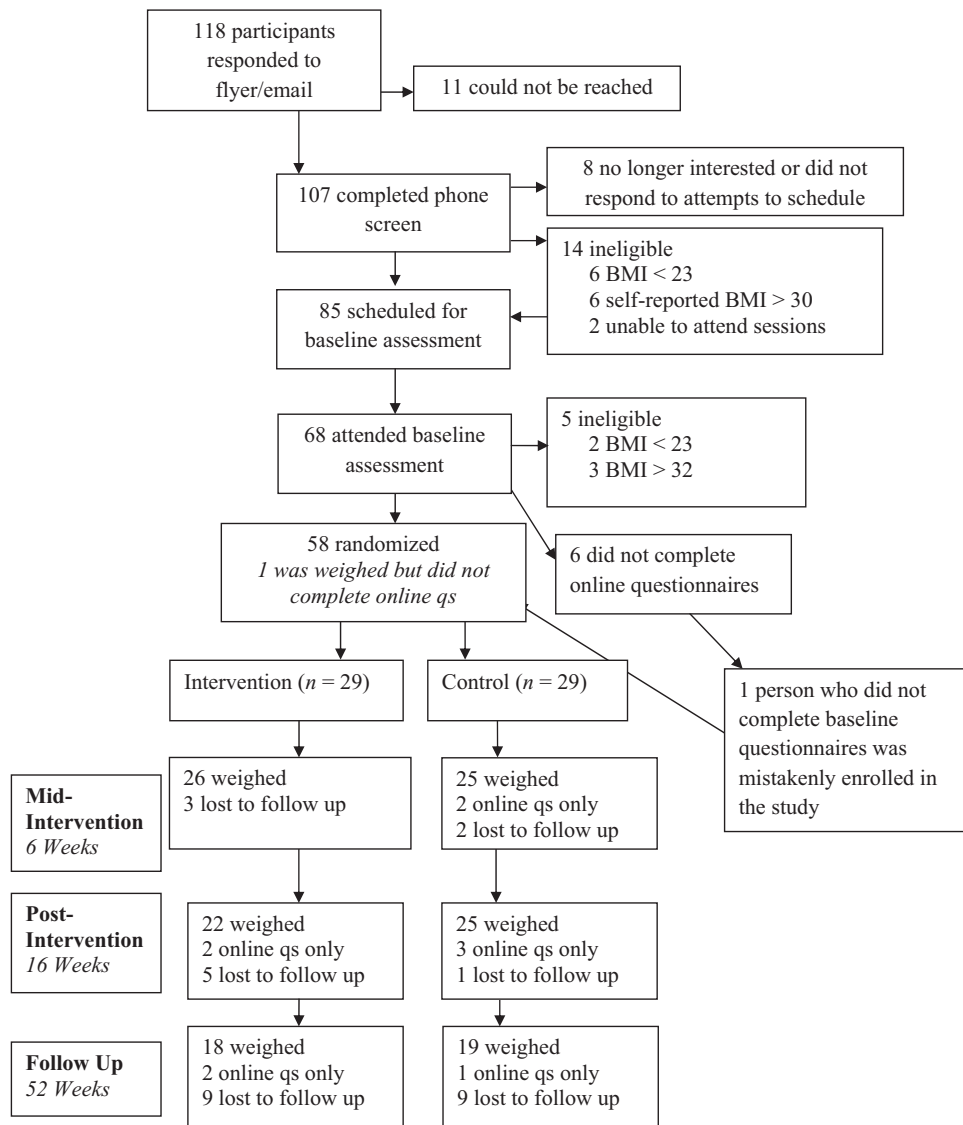 118 participants
responded to
flyer/email
11 could not be reached
107 completed phone
screen
8 no longer interested or did not
respond to attempts to schedule
14 ineligible
6 BMI < 23
6 self-reported BMI > 30
2 unable to attend sessions
85 scheduled for
baseline assessment
68 attended baseline
assessment
5 ineligible
2 BMI < 23
3 BMI > 32
58 randomized
1 was weighed but did not
complete online qs
6 did not complete
online questionnaires
1 person who did not
complete baseline
questionnaires was
mistakenly enrolled in
the study
Intervention (n = 29)
Control (n = 29)
Mid-
Intervention
6 Weeks
26 weighed
3 lost to follow up
25 weighed
2 online qs only
2 lost to follow up
Post-
Intervention
16 Weeks
22 weighed
2 online qs only
5 lost to follow up
25 weighed
3 online qs only
1 lost to follow up
Follow Up
52 Weeks
18 weighed
2 online qs only
9 lost to follow up
19 weighed
1 online qs only
9 lost to follow up